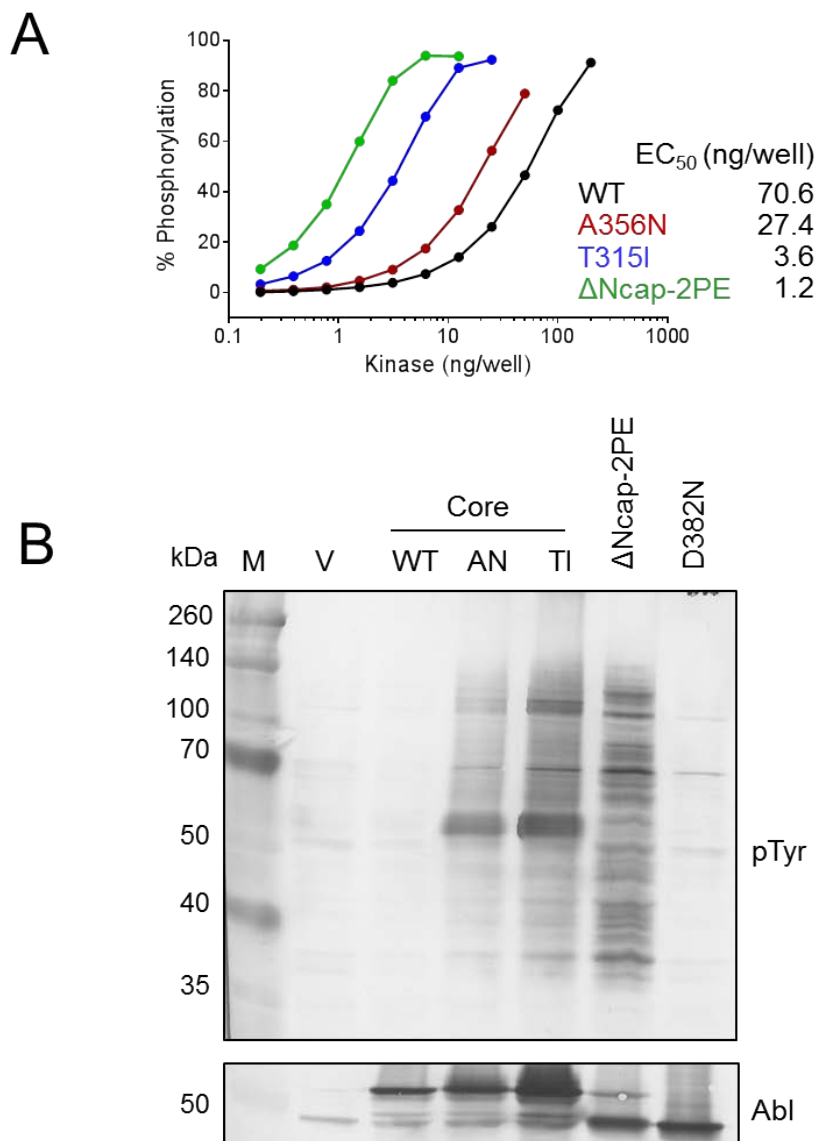 A
% Phosphorylation
100
80
60
40
20
0
0.1 1 10 100 1000
Kinase (ng/well)
EC₅₀ (ng/well)
WT 70.6
A356N 27.4
T315I 3.6
ΔNcap-2PE 1.2
B
Core
kDa M V WT AN TI ΔNcap-2PE D382N
260
140
100
70
50
40
35
pTyr
50
Abl